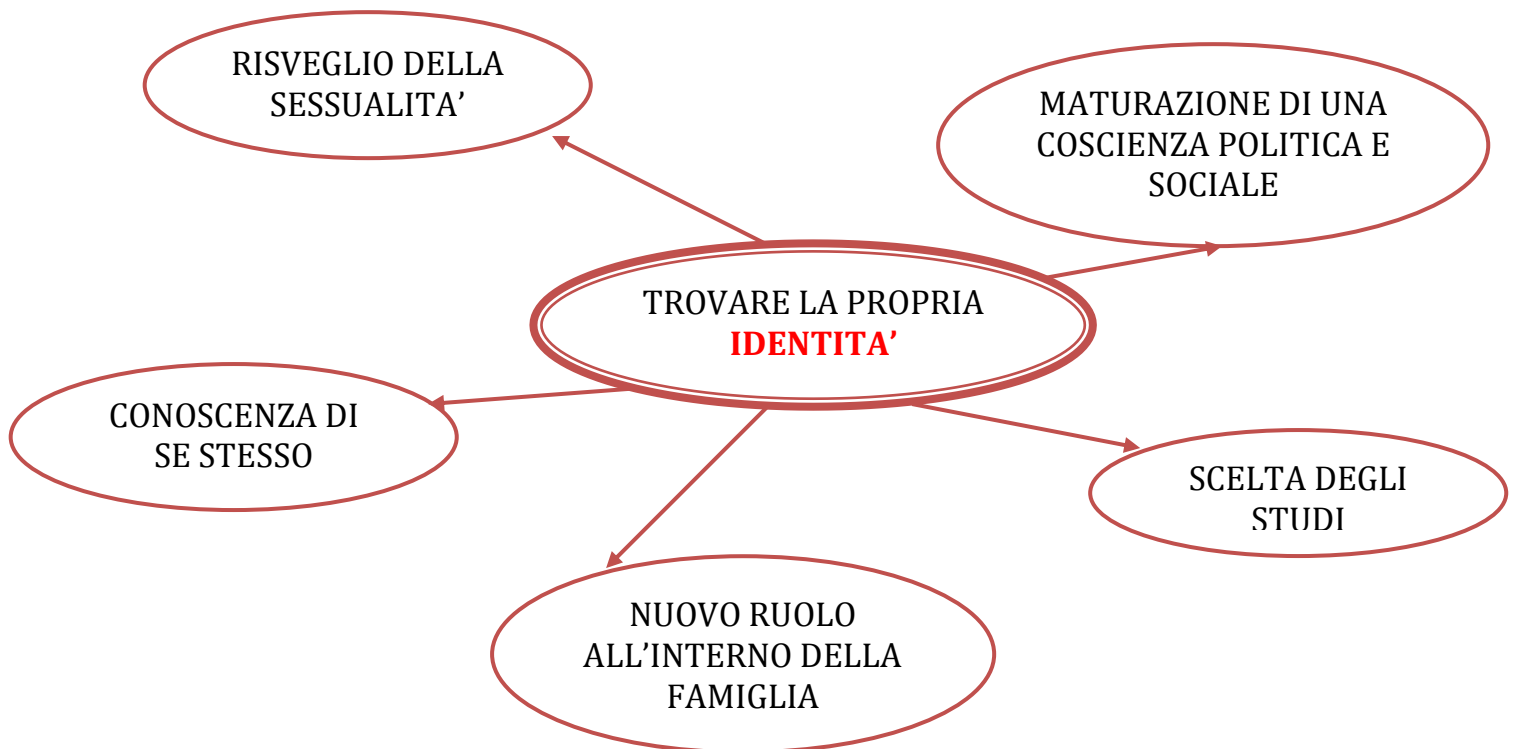 RISVEGLIO DELLA
SESSUALITA’
MATURAZIONE DI UNA
COSCIENZA POLITICA E
SOCIALE
TROVARE LA PROPRIA
IDENTITA’
CONOSCENZA DI
SE STESSO
SCELTA DEGLI
STUDI
NUOVO RUOLO
ALL’INTERNO DELLA
FAMIGLIA